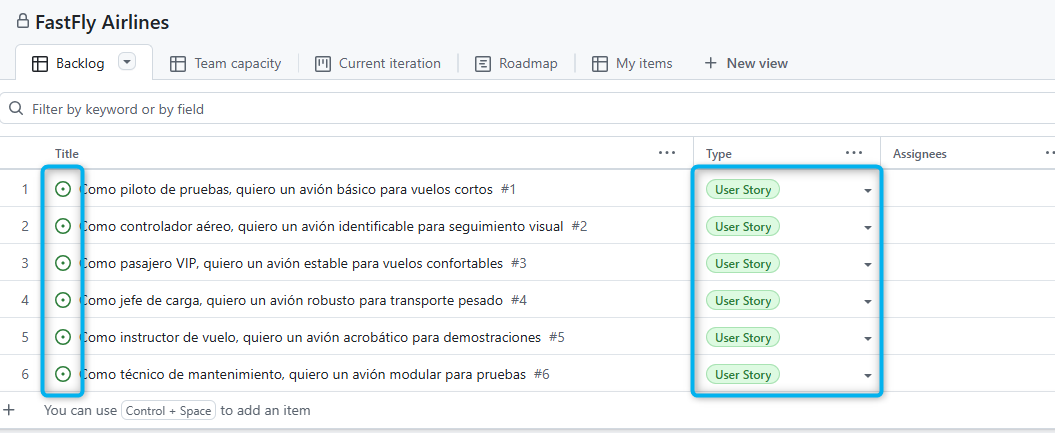 FastFly Airlines
Backlog Team capacity Current iteration Roadmap My items + New view
Filter by keyword or by field
Title ... Type ... Assignees
1 Como piloto de pruebas, quiero un avión básico para vuelos cortos #1 User Story
2 Como controlador aéreo, quiero un avión identificable para seguimiento visual #2 User Story
3 Como pasajero VIP, quiero un avión estable para vuelos confortables #3 User Story
4 Como jefe de carga, quiero un avión robusto para transporte pesado #4 User Story
5 Como instructor de vuelo, quiero un avión acrobático para demostraciones #5 User Story
6 Como técnico de mantenimiento, quiero un avión modular para pruebas #6 User Story
+ You can use Control + Space to add an item